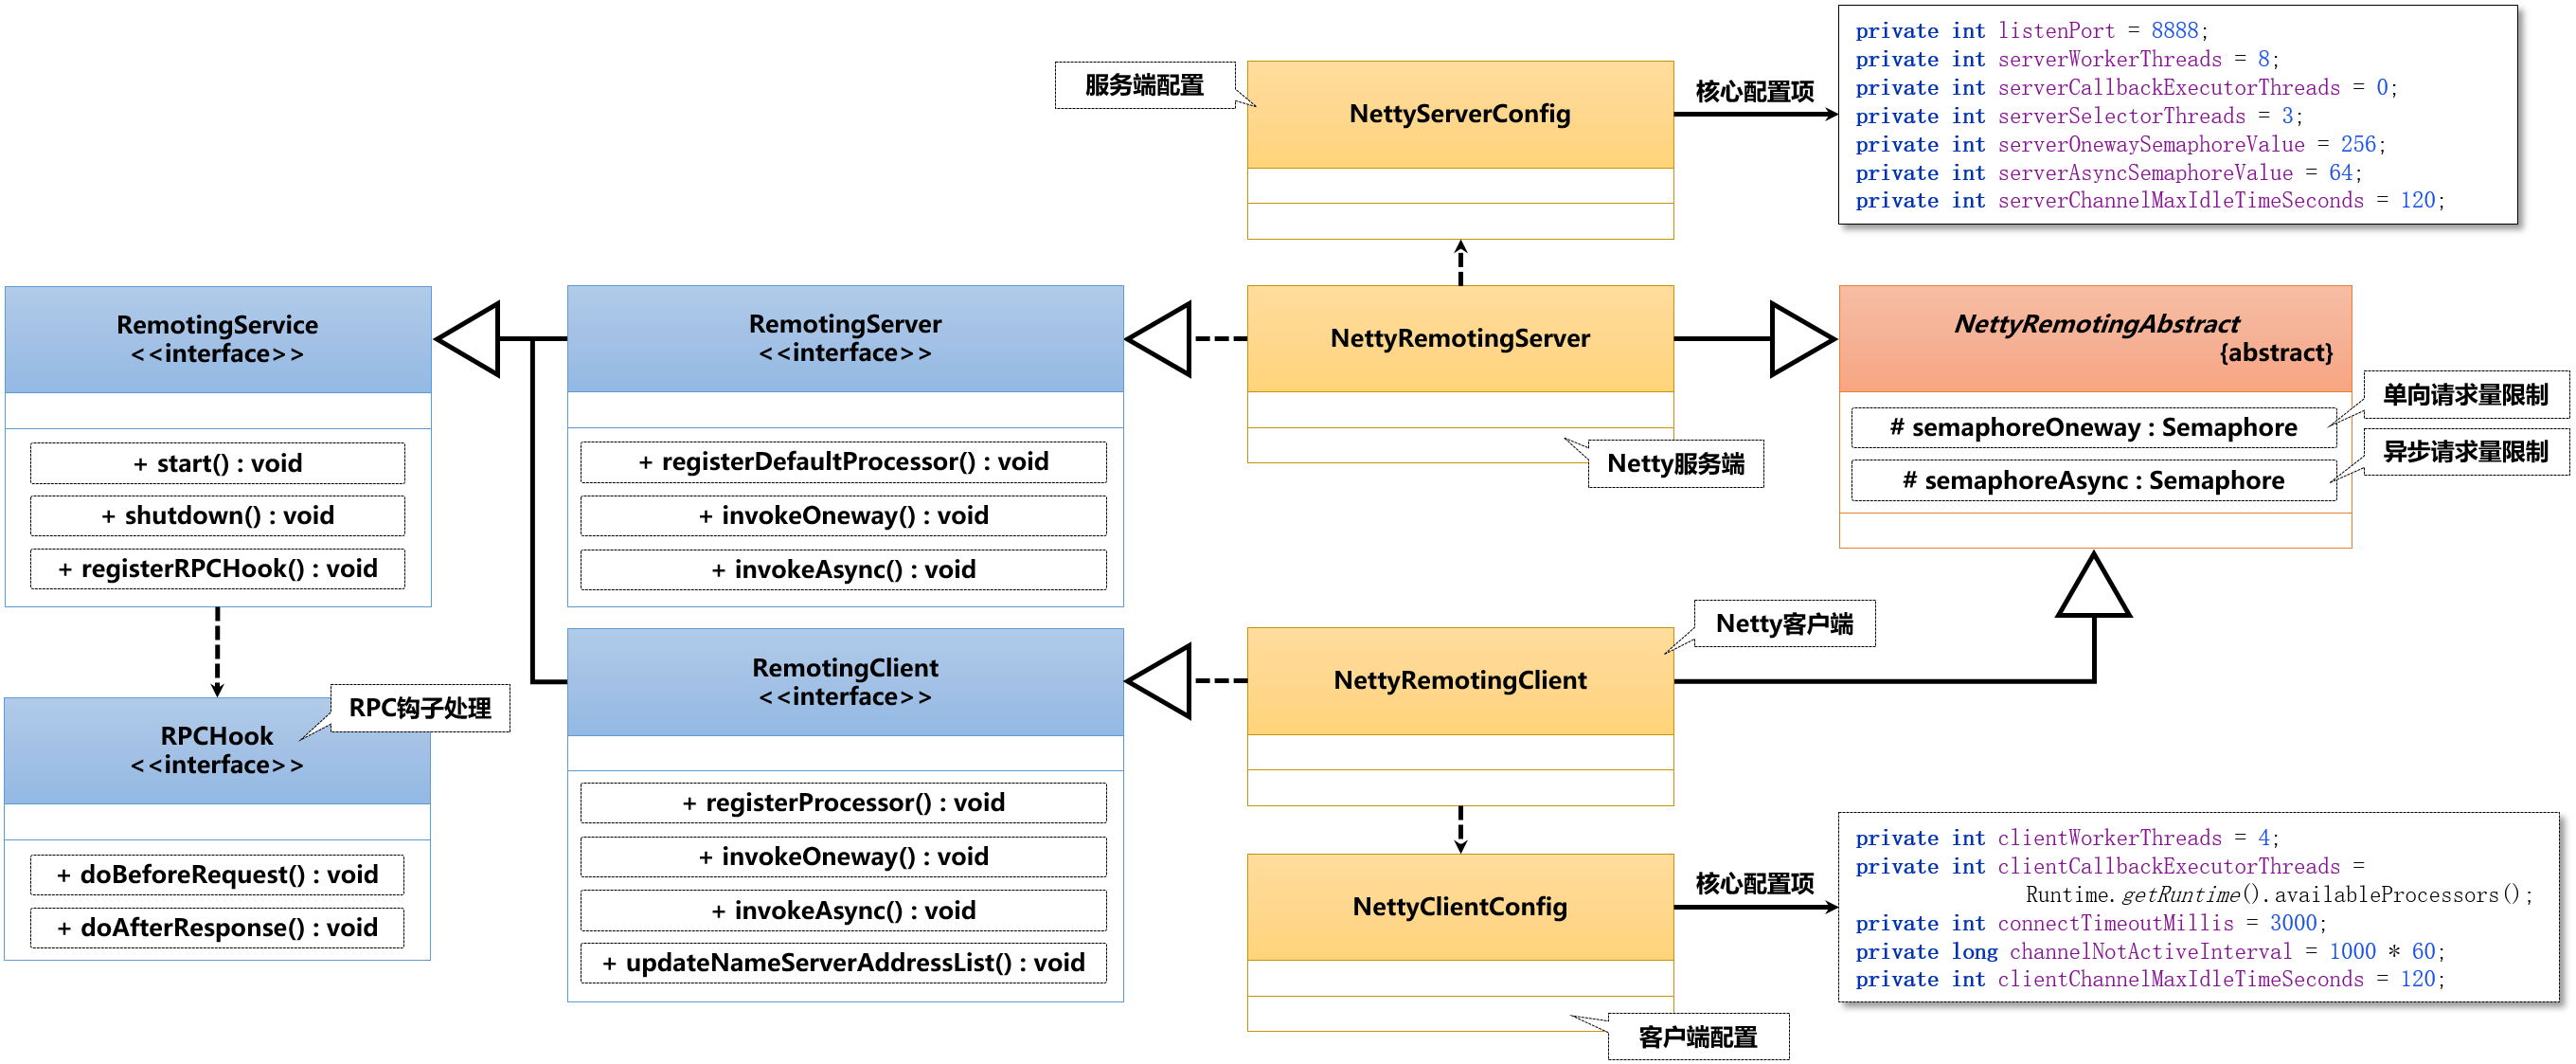 服务端配置
NettyServerConfig
核心配置项
private int listenPort = 8888;
private int serverWorkerThreads = 8;
private int serverCallbackExecutorThreads = 0;
private int serverSelectorThreads = 3;
private int serverOnewaySemaphoreValue = 256;
private int serverAsyncSemaphoreValue = 64;
private int serverChannelMaxIdleTimeSeconds = 120;
RemotingService
<<interface>>
+ start() : void
+ shutdown() : void
+ registerRPCHook() : void
RemotingServer
<<interface>>
+ registerDefaultProcessor() : void
+ invokeOneway() : void
+ invokeAsync() : void
NettyRemotingServer
Netty服务端
NettyRemotingAbstract
{abstract}
# semaphoreOneway : Semaphore
# semaphoreAsync : Semaphore
单向请求量限制
异步请求量限制
RPC钩子处理
RPCHook
<<interface>>
+ doBeforeRequest() : void
+ doAfterResponse() : void
RemotingClient
<<interface>>
+ registerProcessor() : void
+ invokeOneway() : void
+ invokeAsync() : void
+ updateNameServerAddressList() : void
Netty客户端
NettyRemotingClient
NettyClientConfig
客户端配置
核心配置项
private int clientWorkerThreads = 4;
private int clientCallbackExecutorThreads =
Runtime.getRuntime().availableProcessors();
private int connectTimeoutMillis = 3000;
private long channelNotActiveInterval = 1000 * 60;
private int clientChannelMaxIdleTimeSeconds = 120;